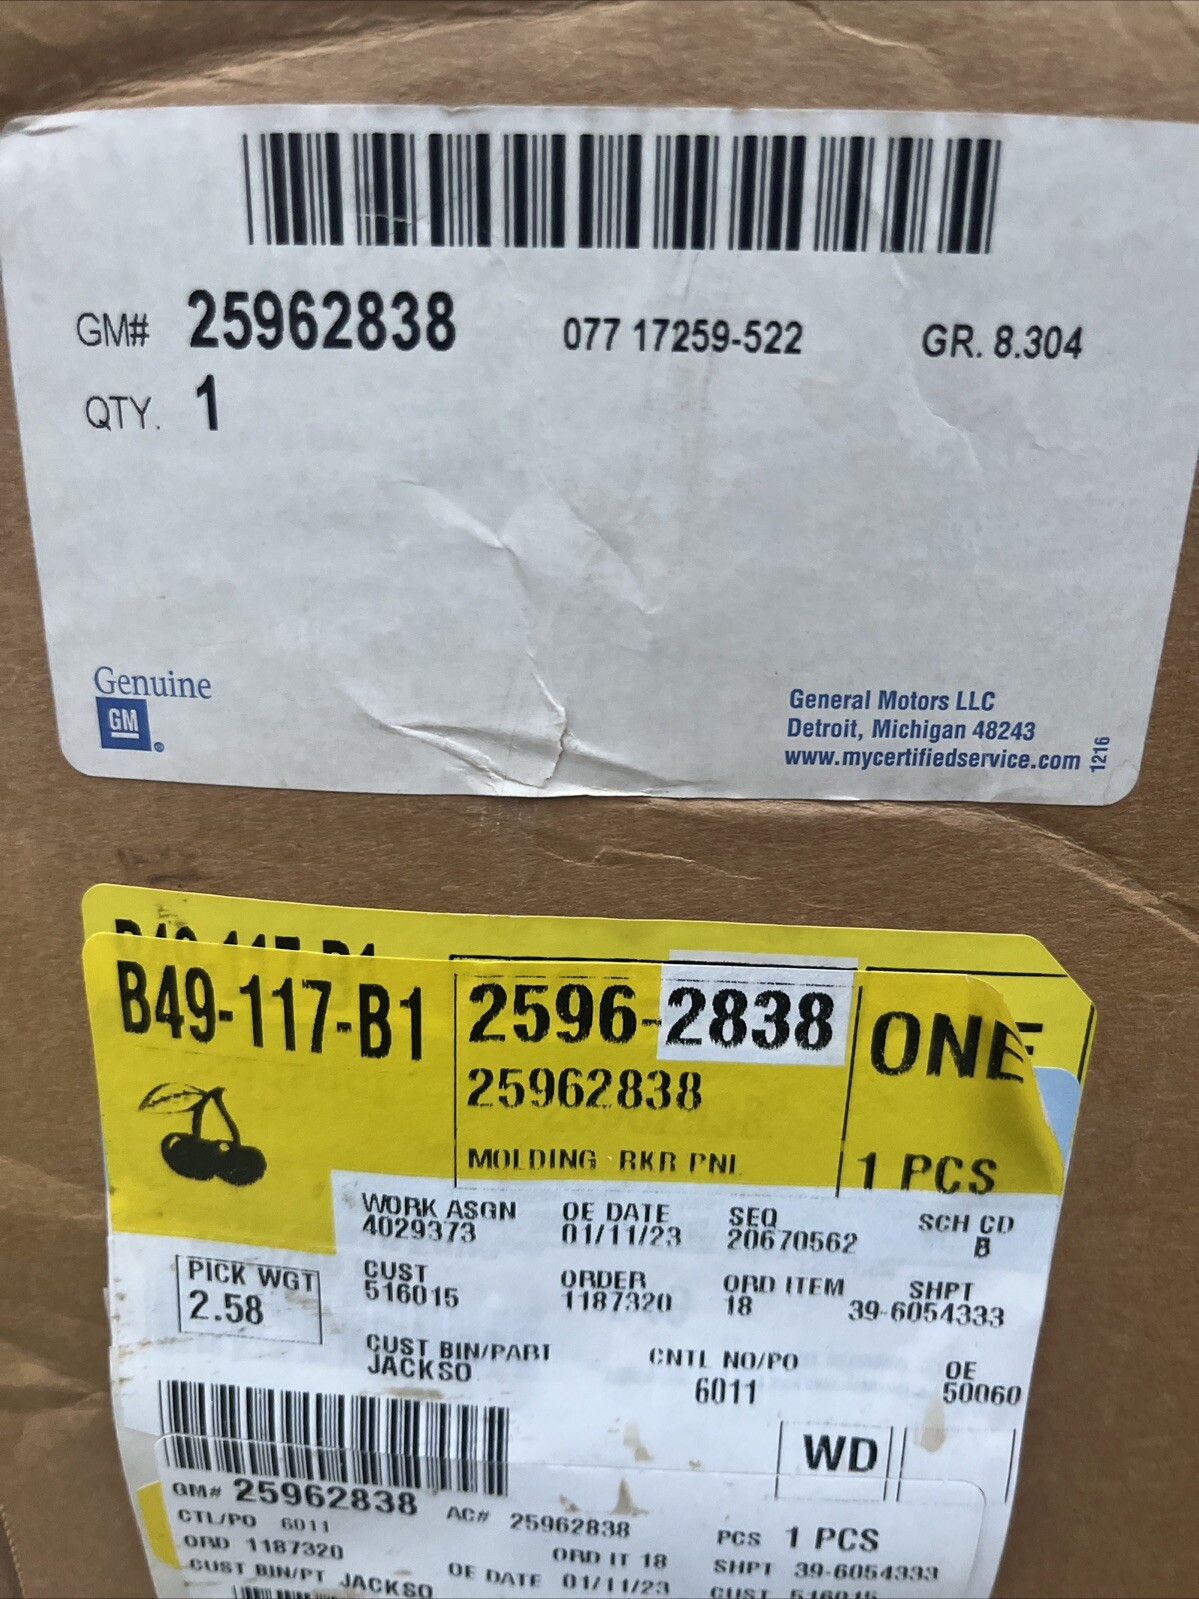 GM# 25962838 077 17259-522 GR. 8.304
QTY. 1
Genuine
GM
General Motors LLC
Detroit, Michigan 48243
www.mycertifiedservice.com
1216
B49-117-B1
B49-117-B1 2596-2838 ONE
25962838
MOLDING RKR PNL 1 PCS
WORK ASGN OE DATE SEQ SCH CD
4029373 01/11/23 20670562 B
PICK WGT CUST ORDER ORD ITEM SHPT
2.58 516015 1187320 18 39-6054333
CUST BIN/PART CNTL NO/PO OE
JACKSO 6011 50060
WD
GM# 25962838 AC# 25962838 PCS 1 PCS
CTL/PO 6011
ORD 1187320 ORD IT 18 SHPT 39-6054333
CUST BIN/PT JACKSO OE DATE 01/11/23 CUST 516015